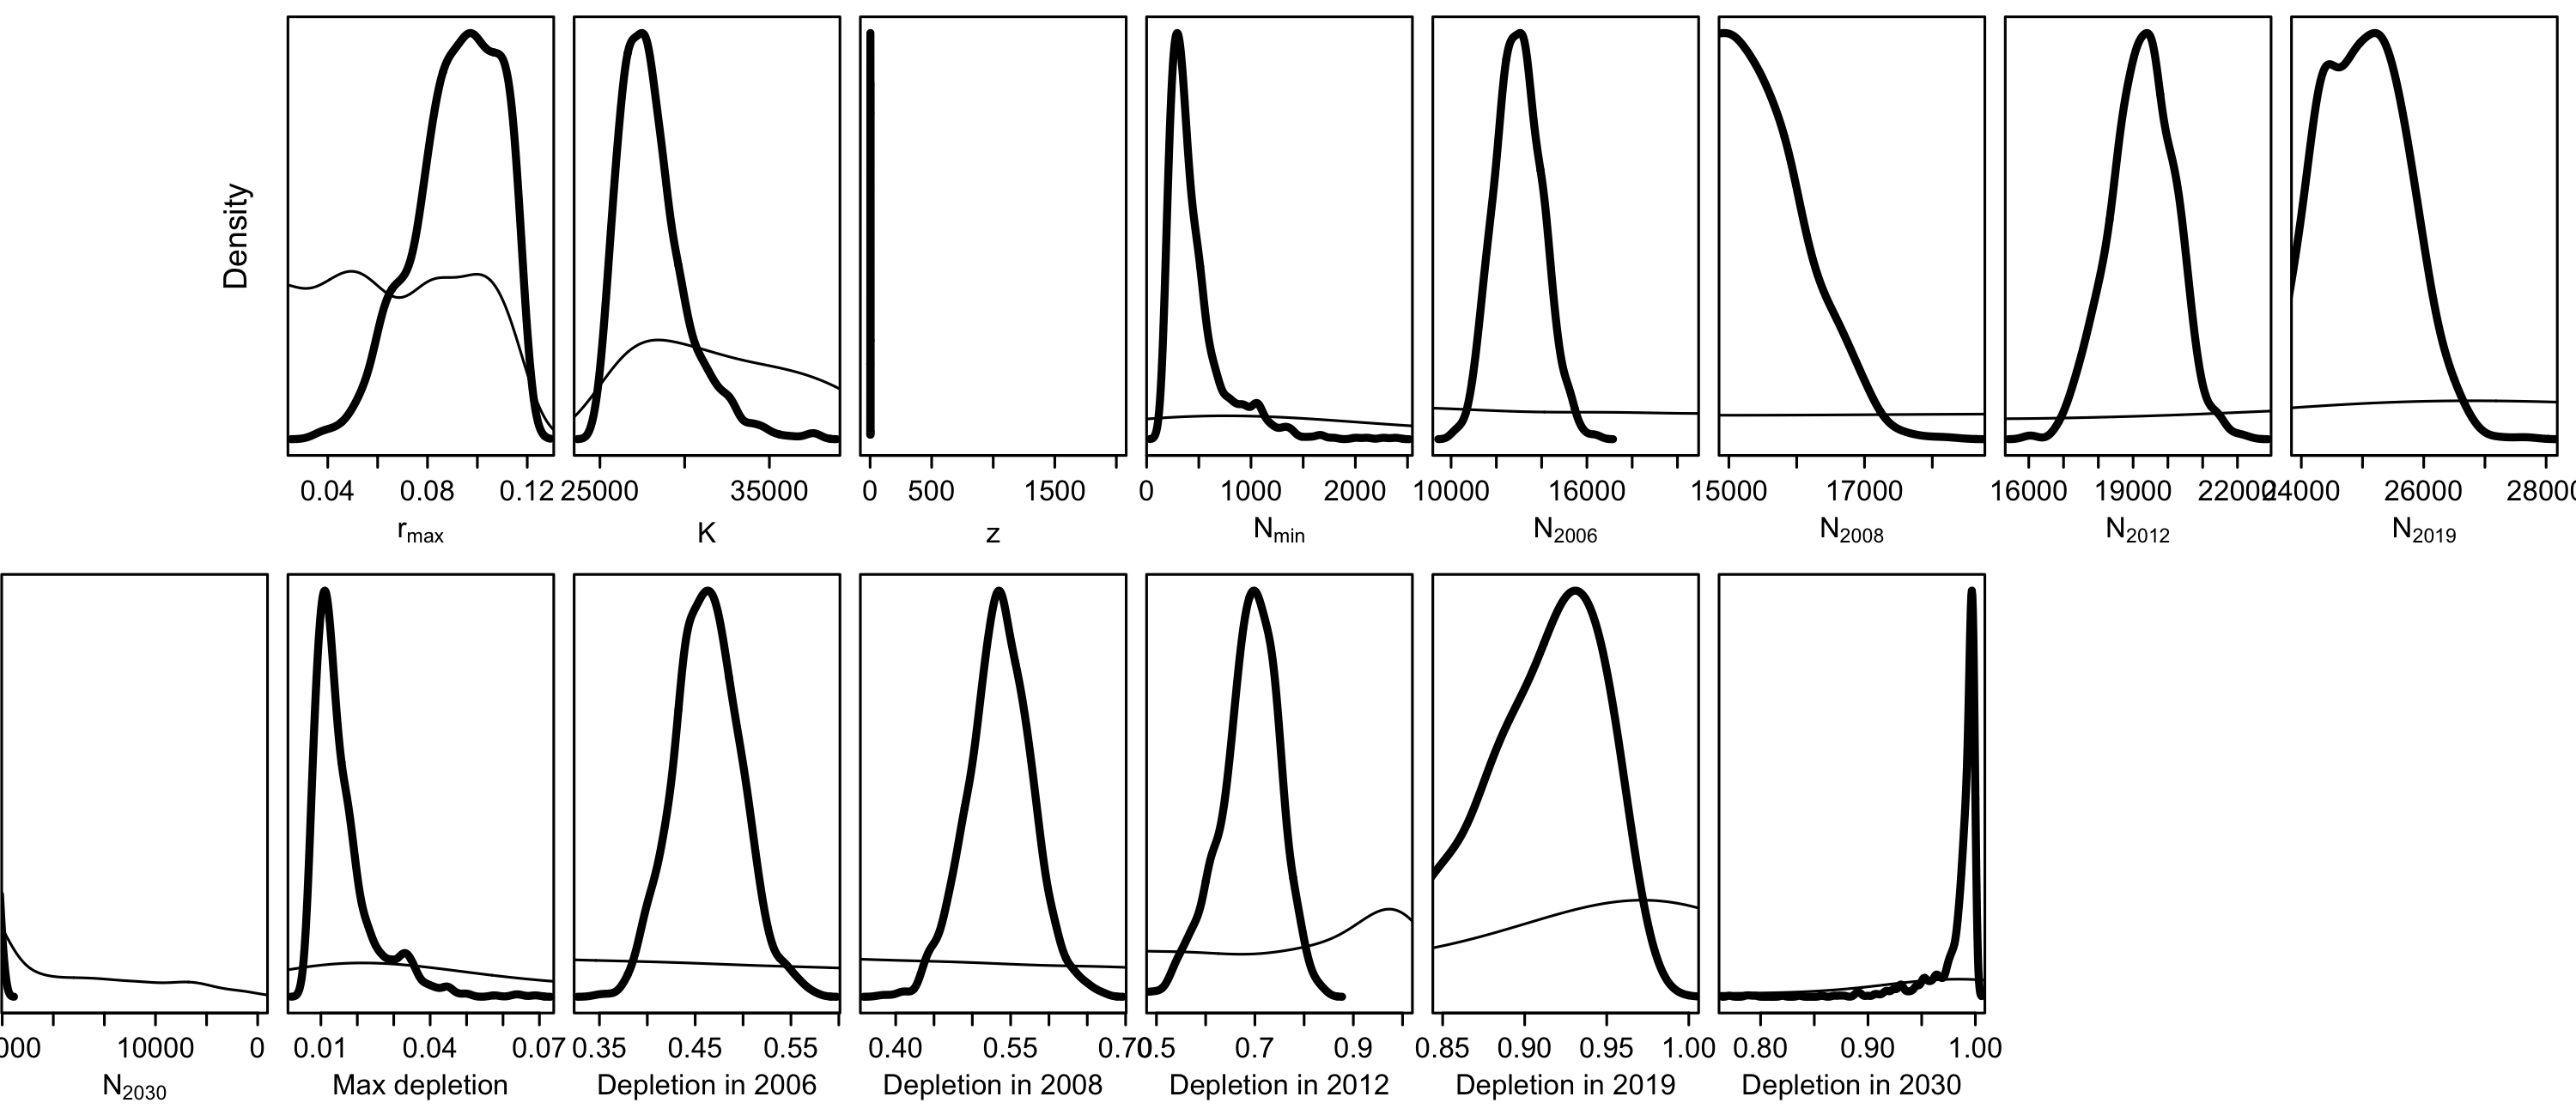 Density
0.04 0.08 0.12
r max
25000 35000
K
0 500 1500
z
0 1000 2000
N min
10000 16000
N 2006
15000 17000
N 2008
16000 19000 22000
N 2012
24000 26000 28000
N 2019
000 10000 0
N 2030
0.01 0.04 0.07
Max depletion
0.35 0.45 0.55
Depletion in 2006
0.40 0.55 0.70
Depletion in 2008
0.5 0.7 0.9
Depletion in 2012
0.85 0.90 0.95 1.00
Depletion in 2019
0.80 0.90 1.00
Depletion in 2030